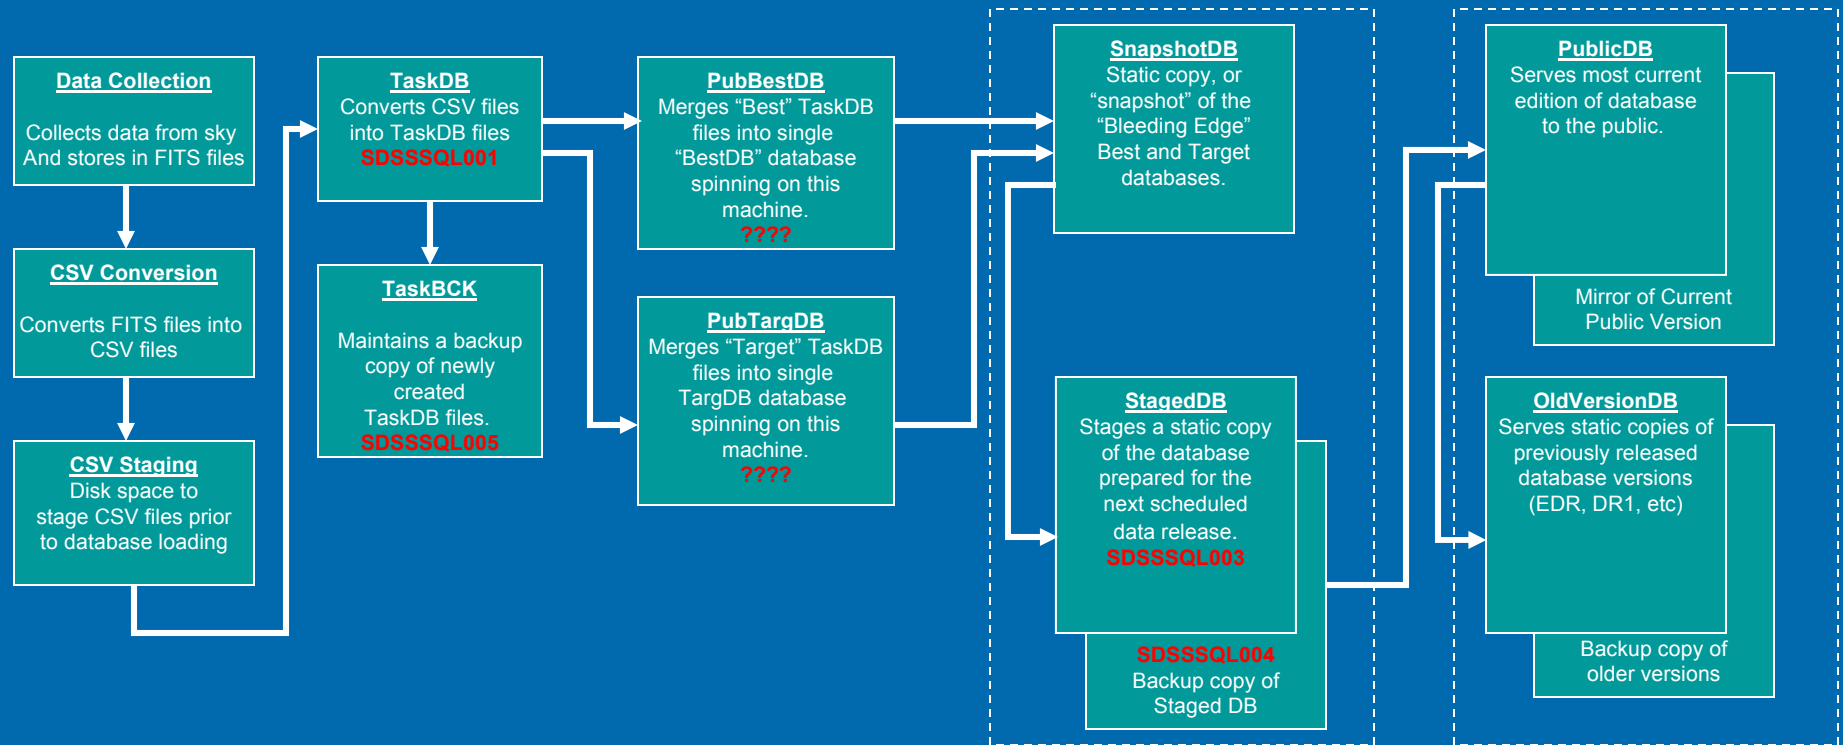 Data Collection
Collects data from sky
And stores in FITS files
CSV Conversion
Converts FITS files into
CSV files
CSV Staging
Disk space to
stage CSV files prior
to database loading
TaskDB
Converts CSV files
into TaskDB files
SDSSSQL001
TaskBCK
Maintains a backup
copy of newly
created
TaskDB files.
SDSSSQL005
PubBestDB
Merges “Best” TaskDB
files into single
“BestDB” database
spinning on this
machine.
????
PubTargDB
Merges “Target” TaskDB
files into single
TargDB database
spinning on this
machine.
????
SnapshotDB
Static copy, or
“snapshot” of the
“Bleeding Edge”
Best and Target
databases.
StagedDB
Stages a static copy
of the database
prepared for the
next scheduled
data release.
SDSSSQL003
SDSSSQL004
Backup copy of
Staged DB
PublicDB
Serves most current
edition of database
to the public.
Mirror of Current
Public Version
OldVersionDB
Serves static copies of
previously released
database versions
(EDR, DR1, etc)
Backup copy of
older versions